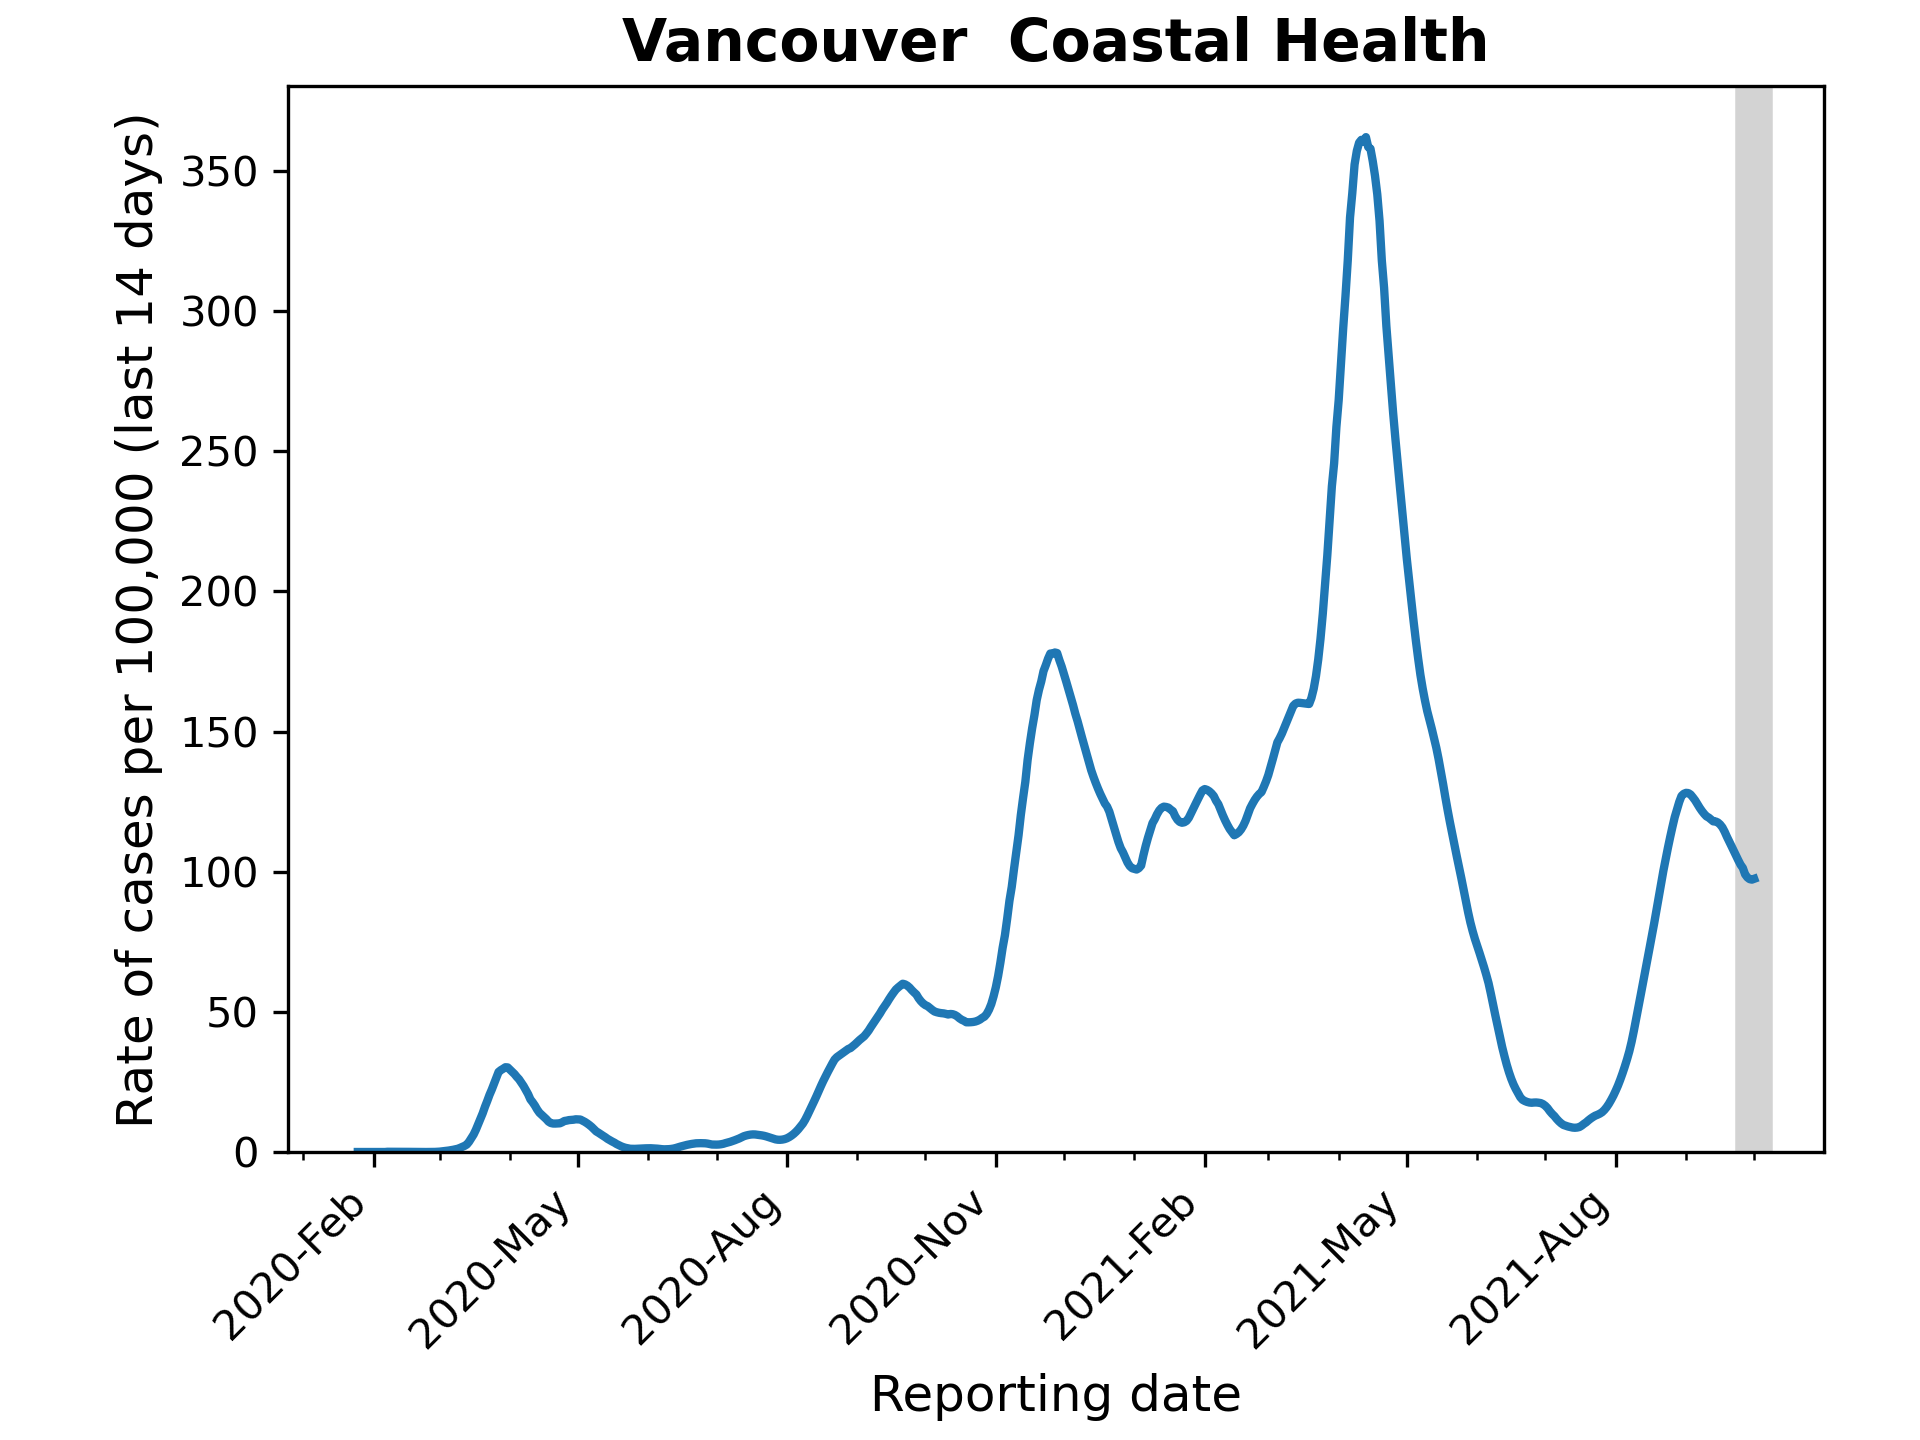 Vancouver  Coastal Health
Rate of cases per 100,000 (last 14 days)
350
300
250
200
150
100
50
0
2020-Feb
2020-May
2020-Aug
2020-Nov
2021-Feb
2021-May
2021-Aug
Reporting date